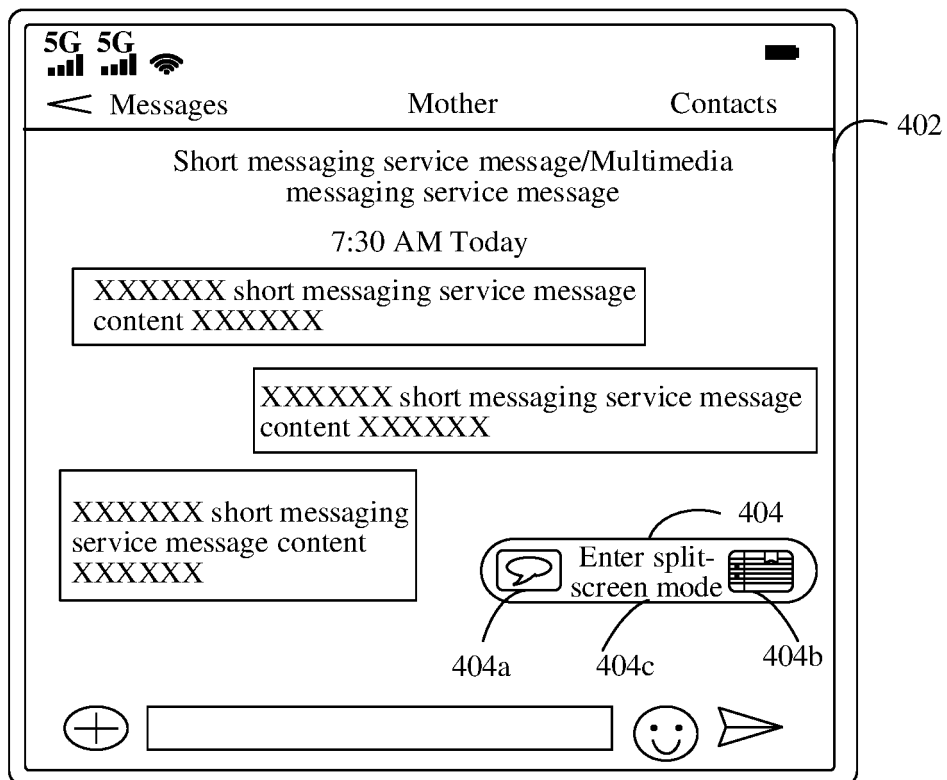 5G 5G
Messages Mother Contacts
402
Short messaging service message/Multimedia
messaging service message
7:30 AM Today
XXXXXX short messaging service message
content XXXXXX
XXXXXX short messaging service message
content XXXXXX
XXXXXX short messaging
service message content
XXXXXX
404
Enter split-
screen mode
404a 404c 404b